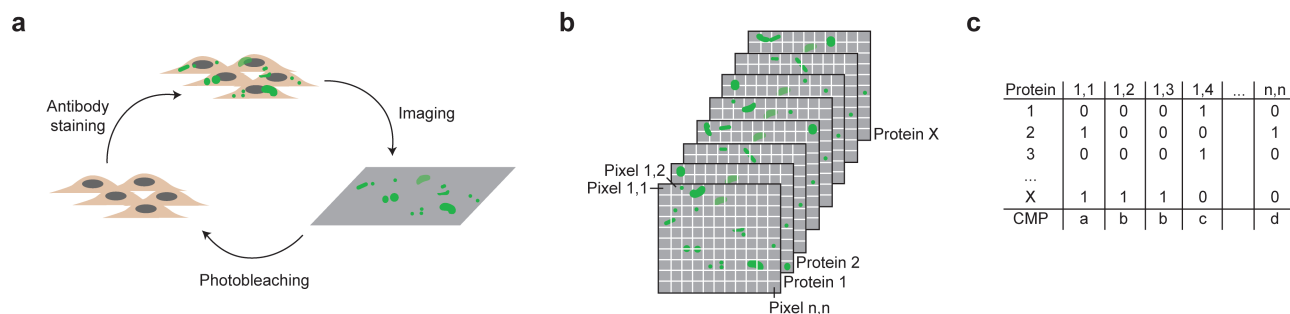 a
Antibody
staining
Imaging
Photobleaching
b
Pixel 1,2
Pixel 1,1
Protein X
Protein 2
Protein 1
Pixel n,n
c
Protein 1,1 1,2 1,3 1,4 ... n,n
1 0 0 0 1 0
2 1 0 0 0 1
3 0 0 0 1 0
...
X 1 1 1 0 0
CMP a b b c d